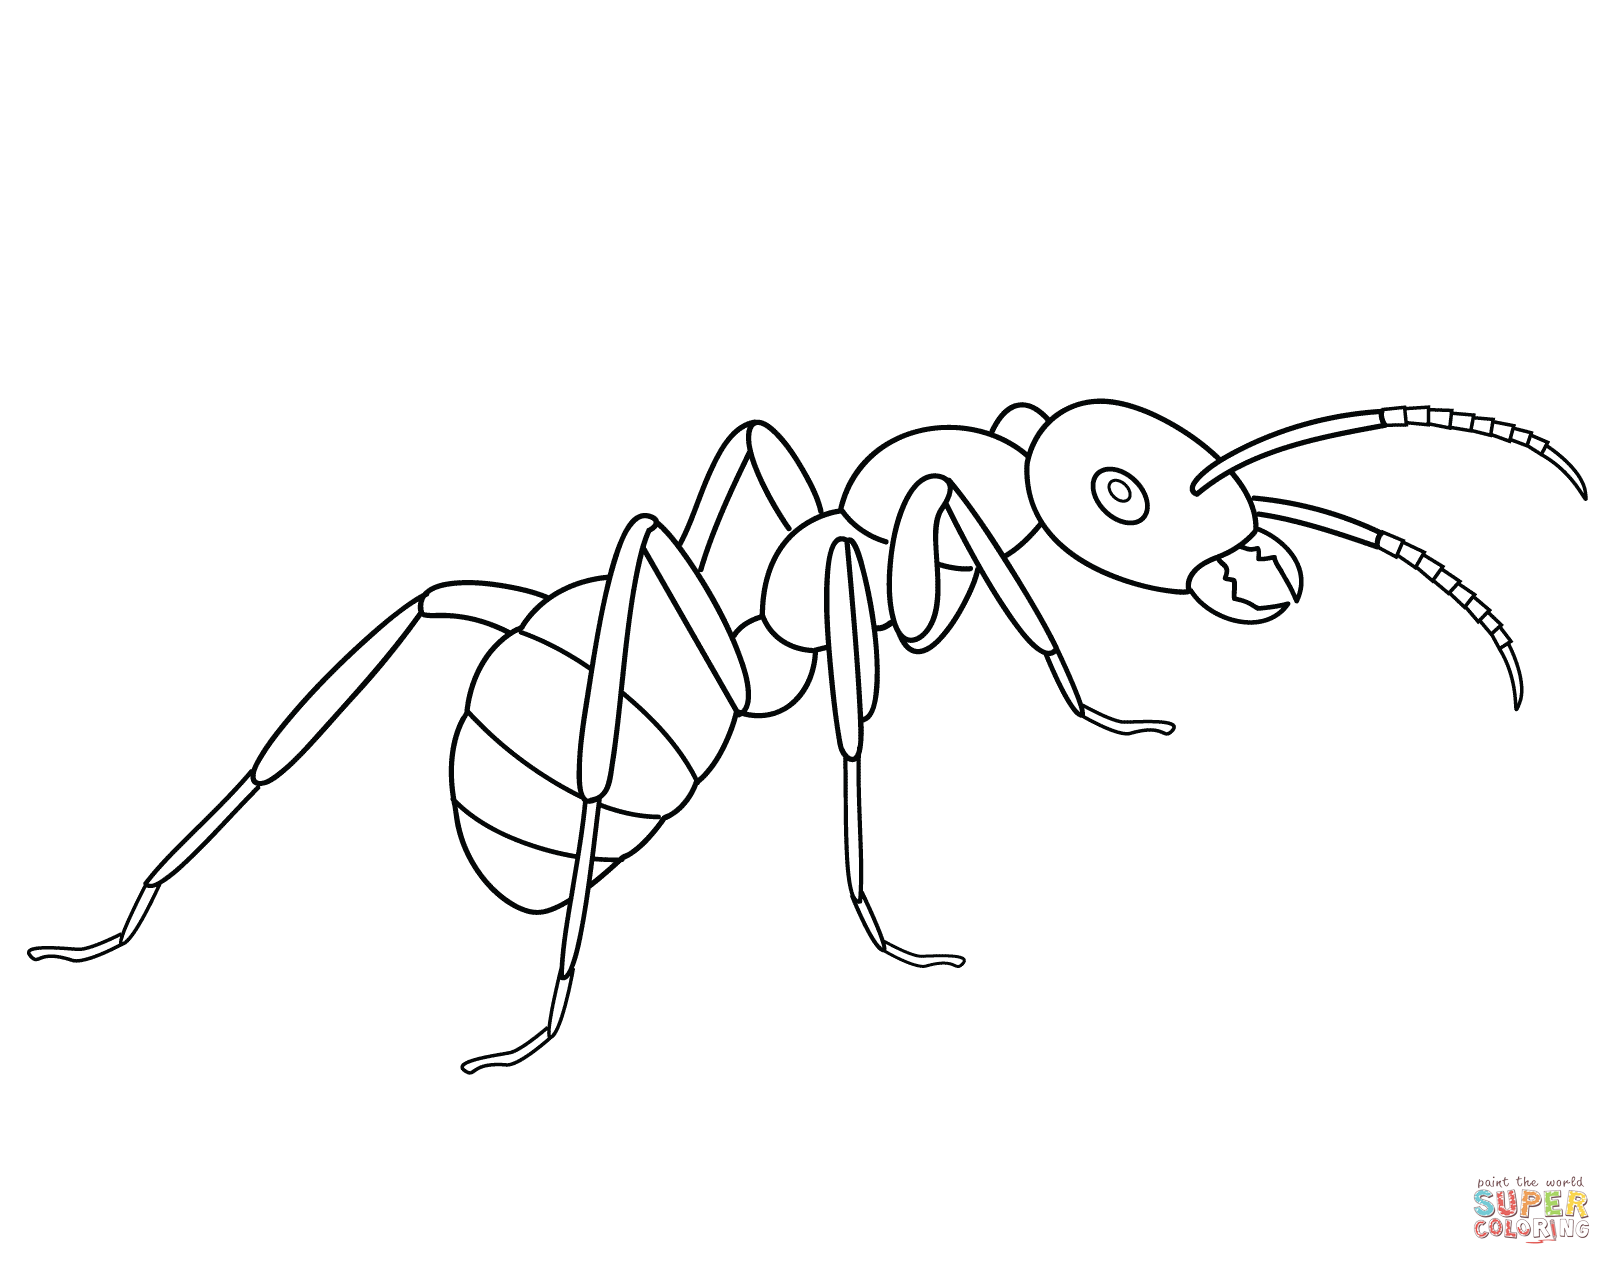 paint the world
SUPER
COLORING